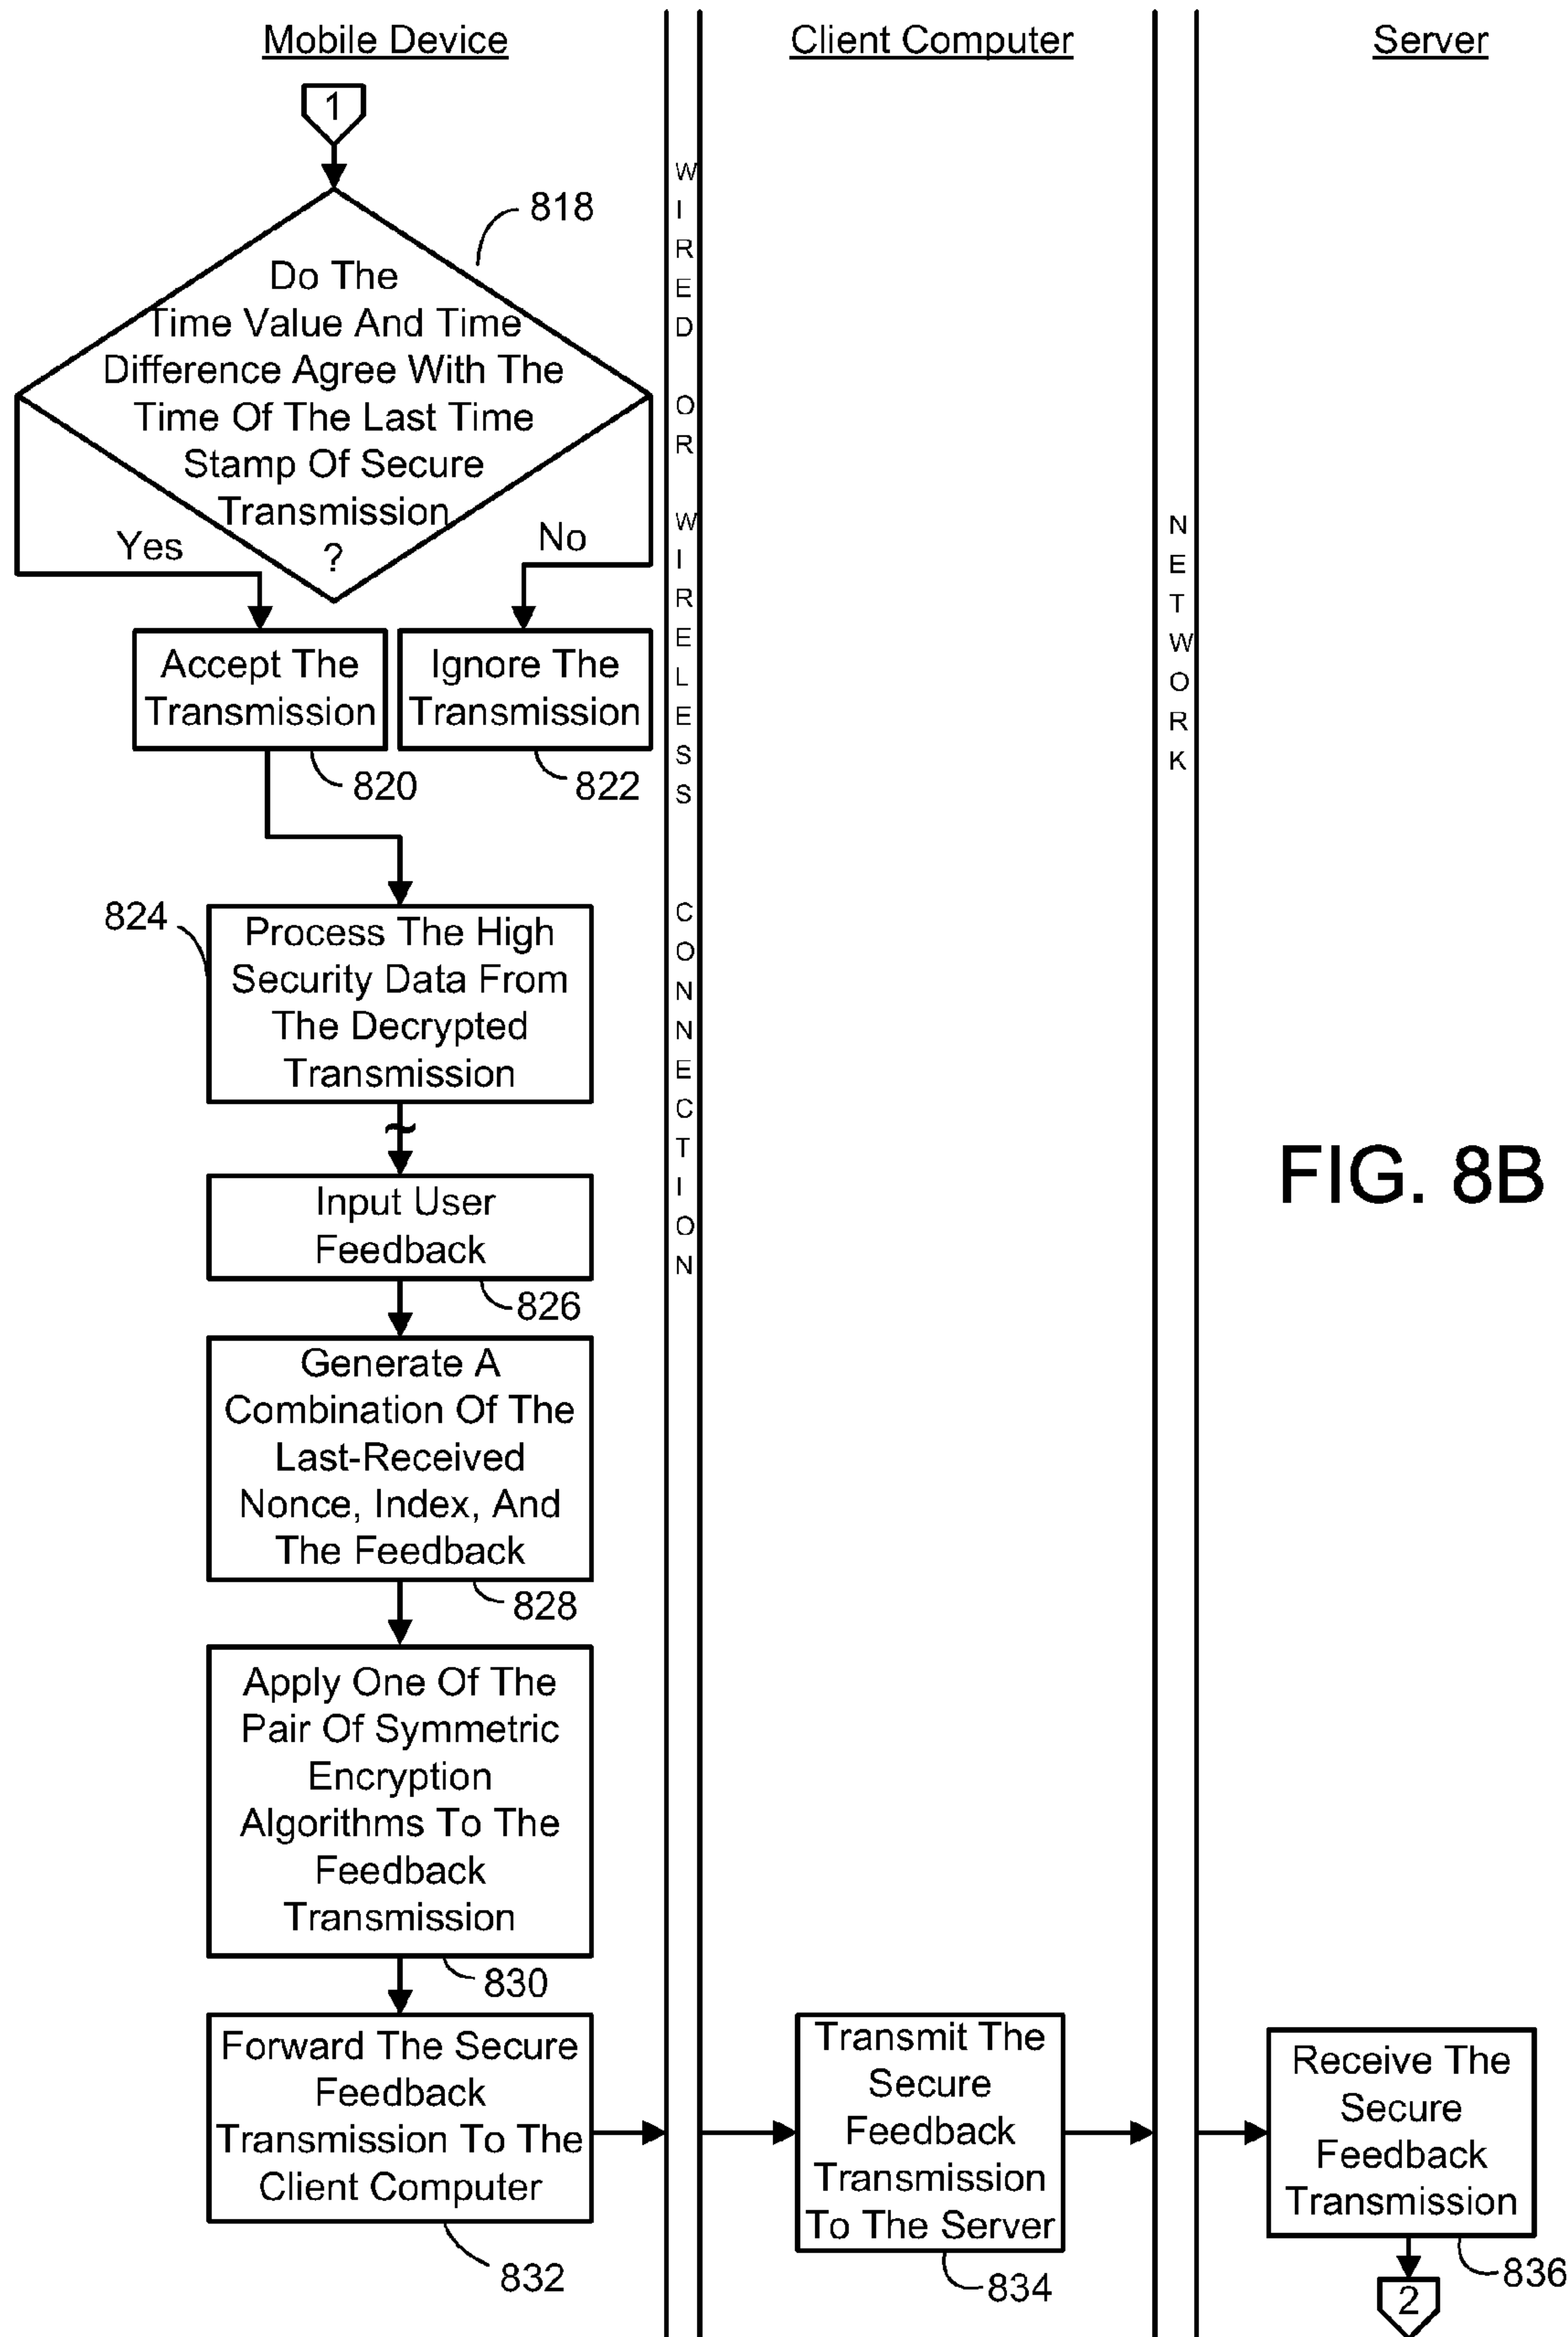 Mobile Device
Client Computer
Server
1
818
Do The
Time Value And Time
Difference Agree With The
Time Of The Last Time
Stamp Of Secure
Transmission
?
Yes
No
Accept The
Transmission
820
Ignore The
Transmission
822
824
Process The High
Security Data From
The Decrypted
Transmission
Input User
Feedback
826
Generate A
Combination Of The
Last-Received
Nonce, Index, And
The Feedback
828
Apply One Of The
Pair Of Symmetric
Encryption
Algorithms To The
Feedback
Transmission
830
Forward The Secure
Feedback
Transmission To The
Client Computer
832
WIRED OR WIRELESS CONNECTION
Transmit The
Secure
Feedback
Transmission
To The Server
834
NETWORK
Receive The
Secure
Feedback
Transmission
836
2
FIG. 8B